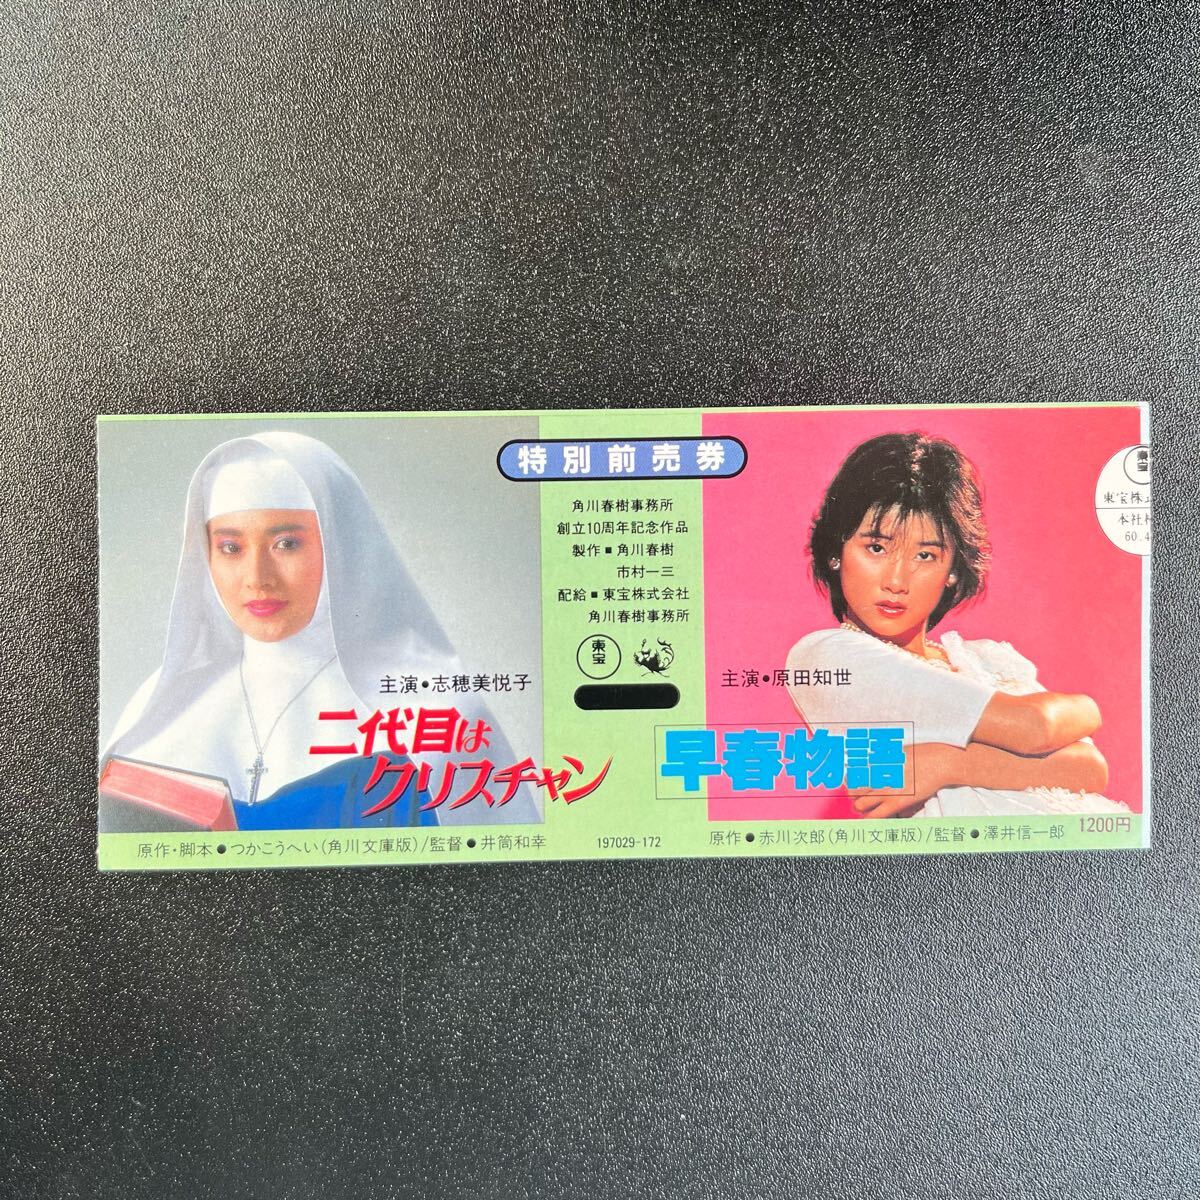 特別前売券
角川春樹事務所
創立10周年記念作品
製作■角川春樹
市村一三
配給■東宝株式会社
角川春樹事務所
東宝
主演●志穂美悦子
二代目は
クリスチャン
原作・脚本●つかこうへい(角川文庫版)/監督●井筒和幸
197029-172
主演●原田知世
早春物語
原作●赤川次郎(角川文庫版)/監督●澤井信一郎
1200円
東宝
東宝株式
本社
60.4